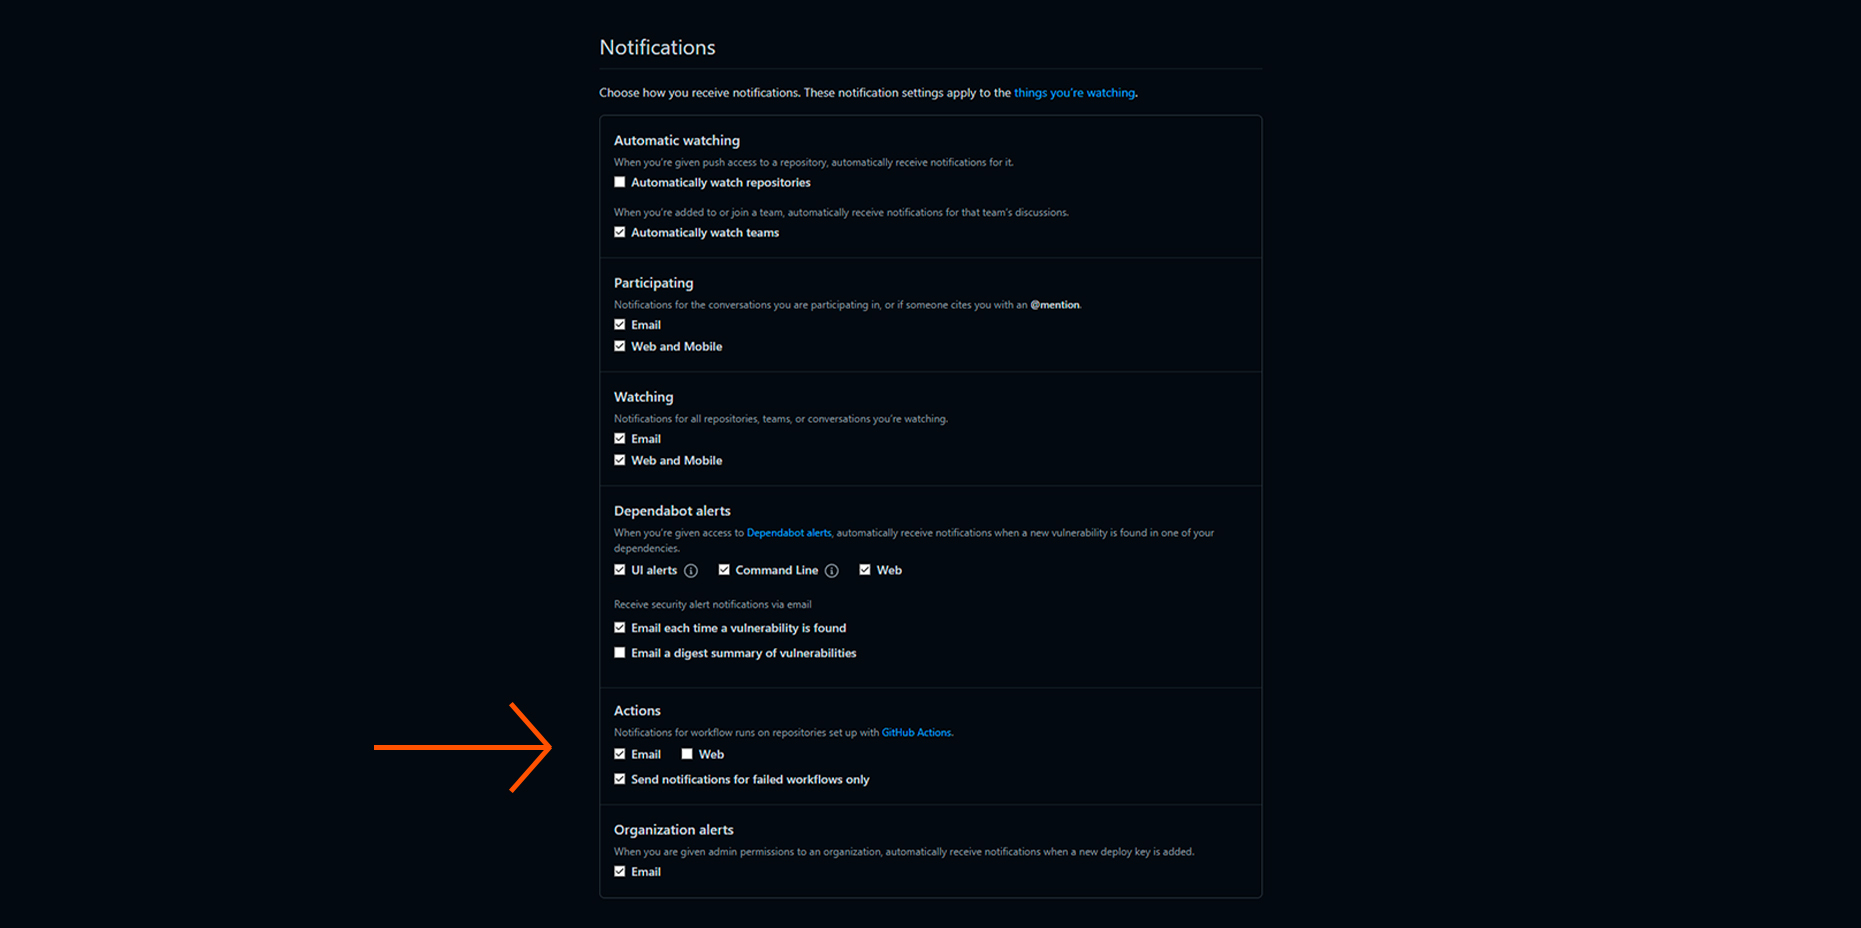 Notifications
Choose how you receive notifications. These notification settings apply to the things you're watching.
Automatic watching
When you're given push access to a repository, automatically receive notifications for it.
Automatically watch repositories
When you're added to or join a team, automatically receive notifications for that team's discussions.
Automatically watch teams
Participating
Notifications for the conversations you are participating in, or if someone cites you with an @mention.
Email
Web and Mobile
Watching
Notifications for all repositories, teams, or conversations you're watching.
Email
Web and Mobile
Dependabot alerts
When you're given access to Dependabot alerts, automatically receive notifications when a new vulnerability is found in one of your
dependencies.
UI alerts Command Line Web
Receive security alert notifications via email
Email each time a vulnerability is found
Email a digest summary of vulnerabilities
Actions
Notifications for workflow runs on repositories set up with GitHub Actions.
Email Web
Send notifications for failed workflows only
Organization alerts
When you are given admin permissions to an organization, automatically receive notifications when a new deploy key is added.
Email